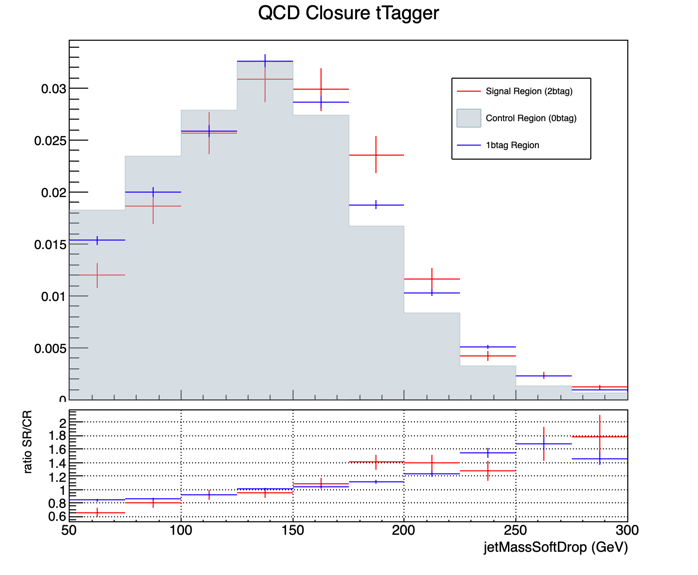 QCD Closure tTagger
0.03
0.025
0.02
0.015
0.01
0.005
0
Signal Region (2btag)
Control Region (0btag)
1btag Region
ratio SR/CR
2
1.8
1.6
1.4
1.2
1
0.8
0.6
50 100 150 200 250 300
jetMassSoftDrop (GeV)